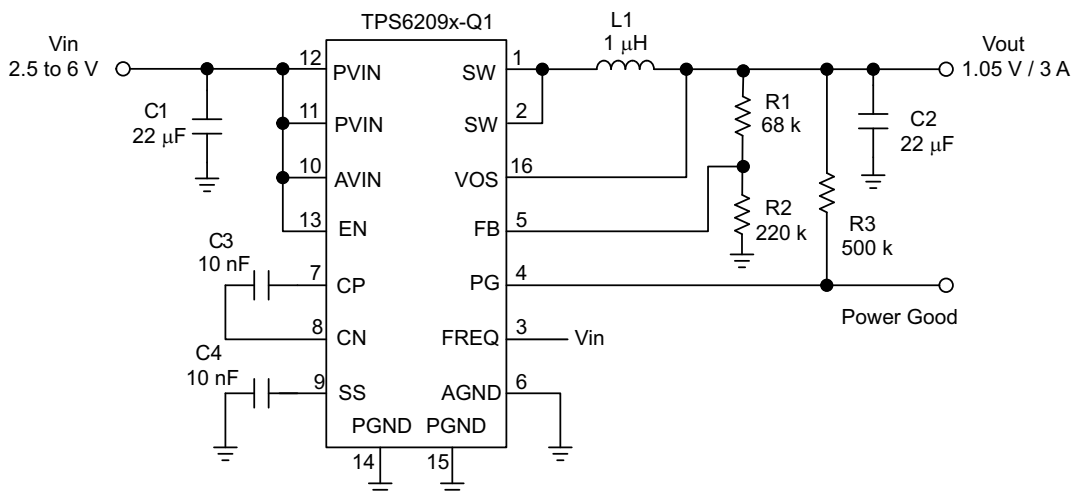 TPS6209x-Q1
Vin
2.5 to 6 V
C1
22 μF
12
PVIN
11
PVIN
10
AVIN
13
EN
C3
10 nF
7
CP
8
CN
C4
10 nF
9
SS
PGND
PGND
14
15
SW
1
SW
2
VOS
16
FB
5
PG
4
FREQ
3
Vin
AGND
6
L1
1 μH
R1
68 k
R2
220 k
R3
500 k
C2
22 μF
Vout
1.05 V / 3 A
Power Good